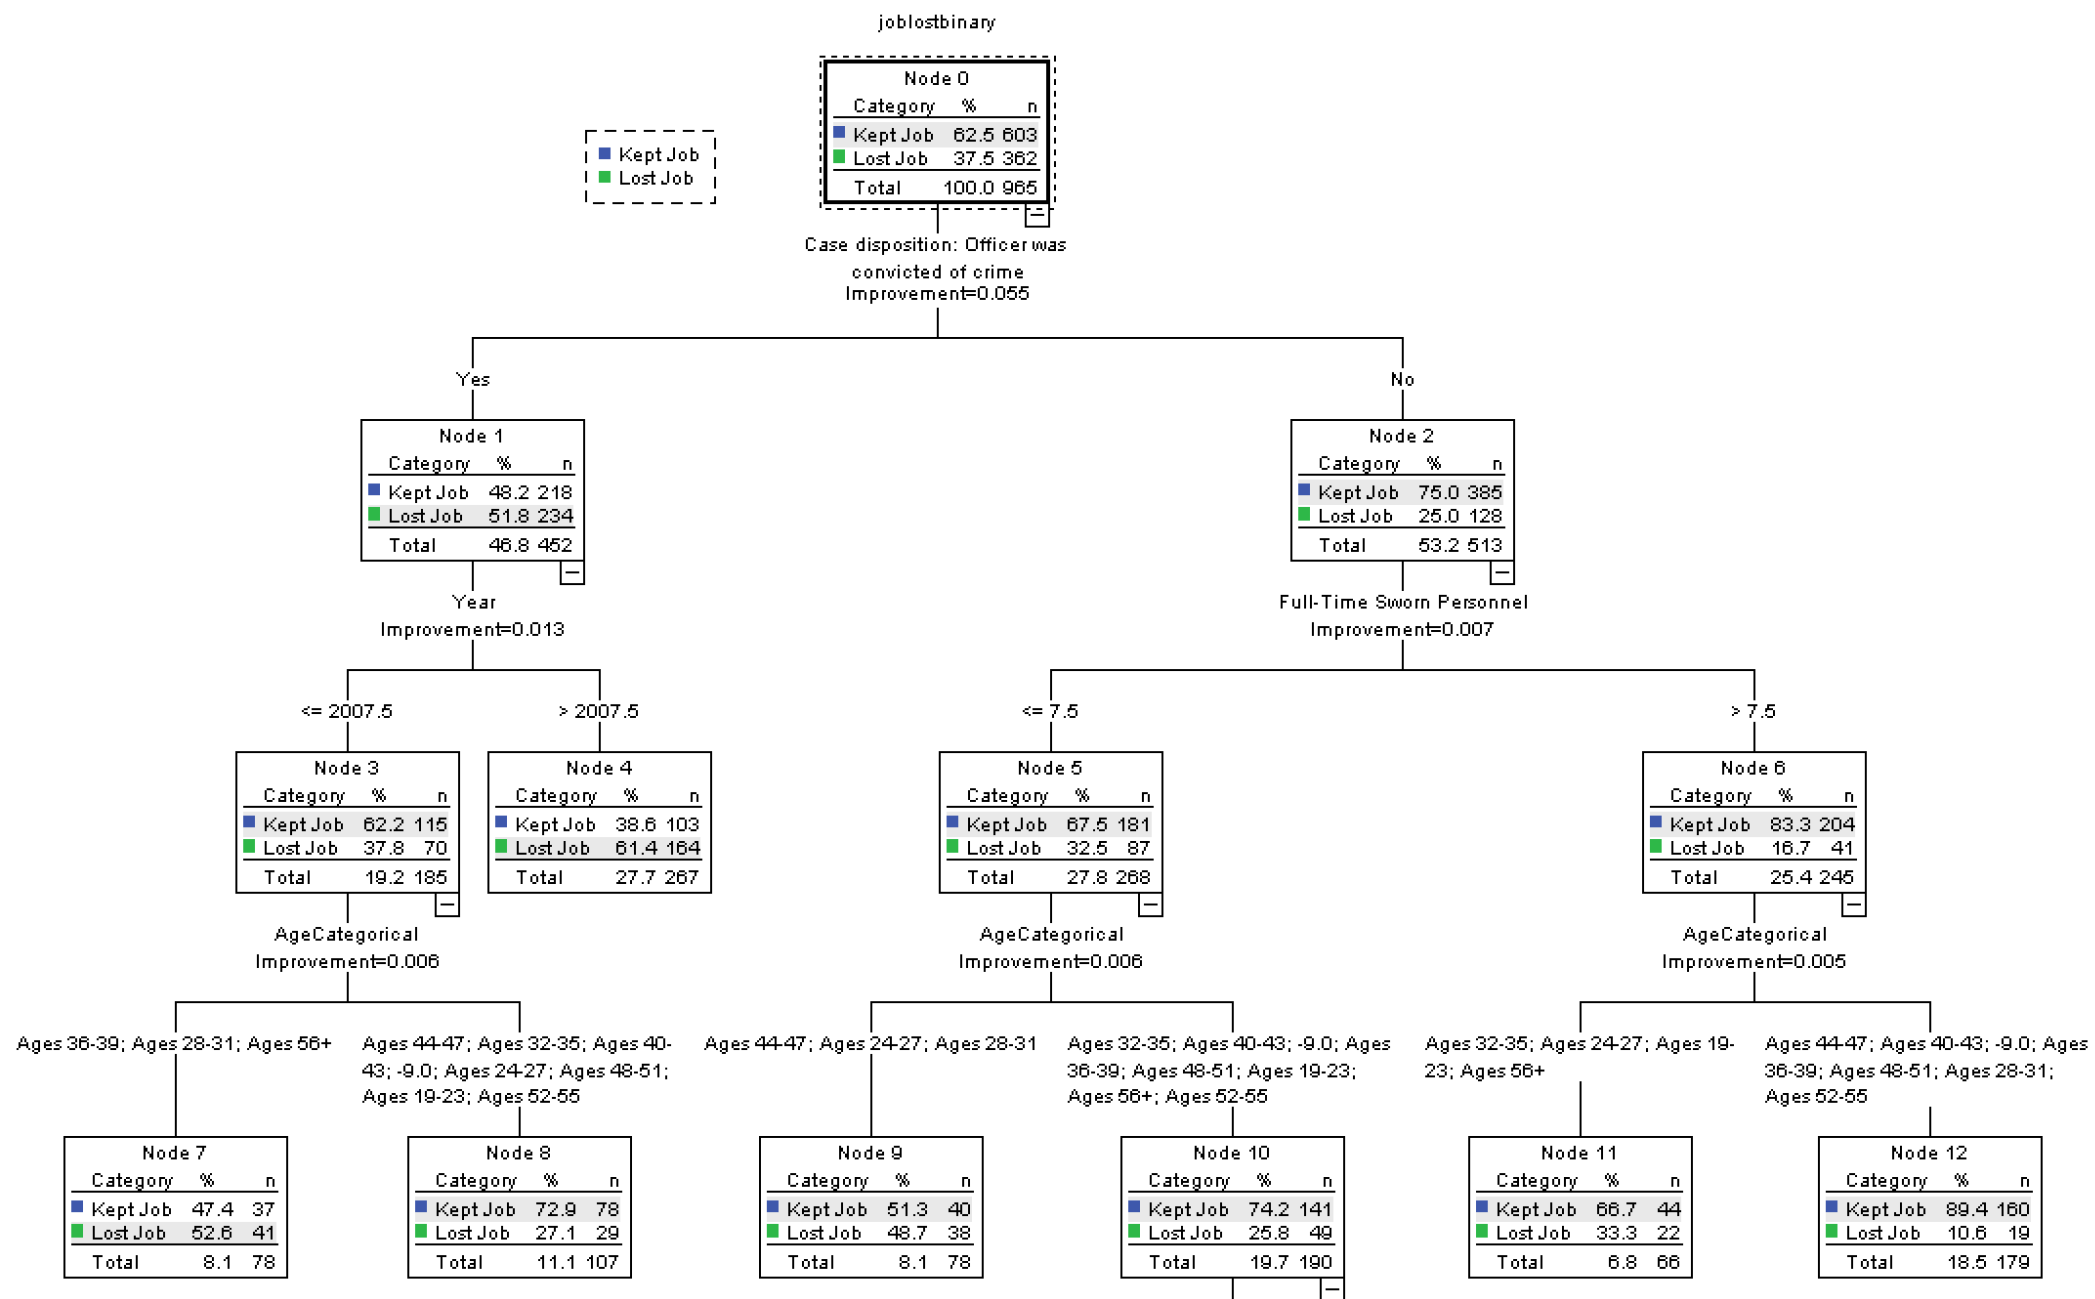 joblostbinary
Node 0
Category % n
Kept Job 62.5 603
Lost Job 37.5 362
Total 100.0 965
Kept Job
Lost Job
Case disposition: Officer was
convicted of crime
Improvement=0.055
Yes
No
Node 1
Category % n
Kept Job 48.2 218
Lost Job 51.8 234
Total 46.8 452
Node 2
Category % n
Kept Job 75.0 385
Lost Job 25.0 128
Total 53.2 513
Year
Improvement=0.013
Full-Time Sworn Personnel
Improvement=0.007
<= 2007.5
> 2007.5
<= 7.5
> 7.5
Node 3
Category % n
Kept Job 62.2 115
Lost Job 37.8 70
Total 19.2 185
Node 4
Category % n
Kept Job 38.6 103
Lost Job 61.4 164
Total 27.7 267
Node 5
Category % n
Kept Job 67.5 181
Lost Job 32.5 87
Total 27.8 268
Node 6
Category % n
Kept Job 83.3 204
Lost Job 16.7 41
Total 25.4 245
AgeCategorical
Improvement=0.006
AgeCategorical
Improvement=0.006
AgeCategorical
Improvement=0.005
Ages 36-39; Ages 28-31; Ages 56+
Ages 44-47; Ages 32-35; Ages 40-
43; -9.0; Ages 24-27; Ages 48-51;
Ages 19-23; Ages 52-55
Ages 44-47; Ages 24-27; Ages 28-31
Ages 32-35; Ages 40-43; -9.0; Ages
36-39; Ages 48-51; Ages 19-23;
Ages 56+; Ages 52-55
Ages 32-35; Ages 24-27; Ages 19-
23; Ages 56+
Ages 44-47; Ages 40-43; -9.0; Ages
36-39; Ages 48-51; Ages 28-31;
Ages 52-55
Node 7
Category % n
Kept Job 47.4 37
Lost Job 52.6 41
Total 8.1 78
Node 8
Category % n
Kept Job 72.9 78
Lost Job 27.1 29
Total 11.1 107
Node 9
Category % n
Kept Job 51.3 40
Lost Job 48.7 38
Total 8.1 78
Node 10
Category % n
Kept Job 74.2 141
Lost Job 25.8 49
Total 19.7 190
Node 11
Category % n
Kept Job 66.7 44
Lost Job 33.3 22
Total 6.8 66
Node 12
Category % n
Kept Job 89.4 160
Lost Job 10.6 19
Total 18.5 179